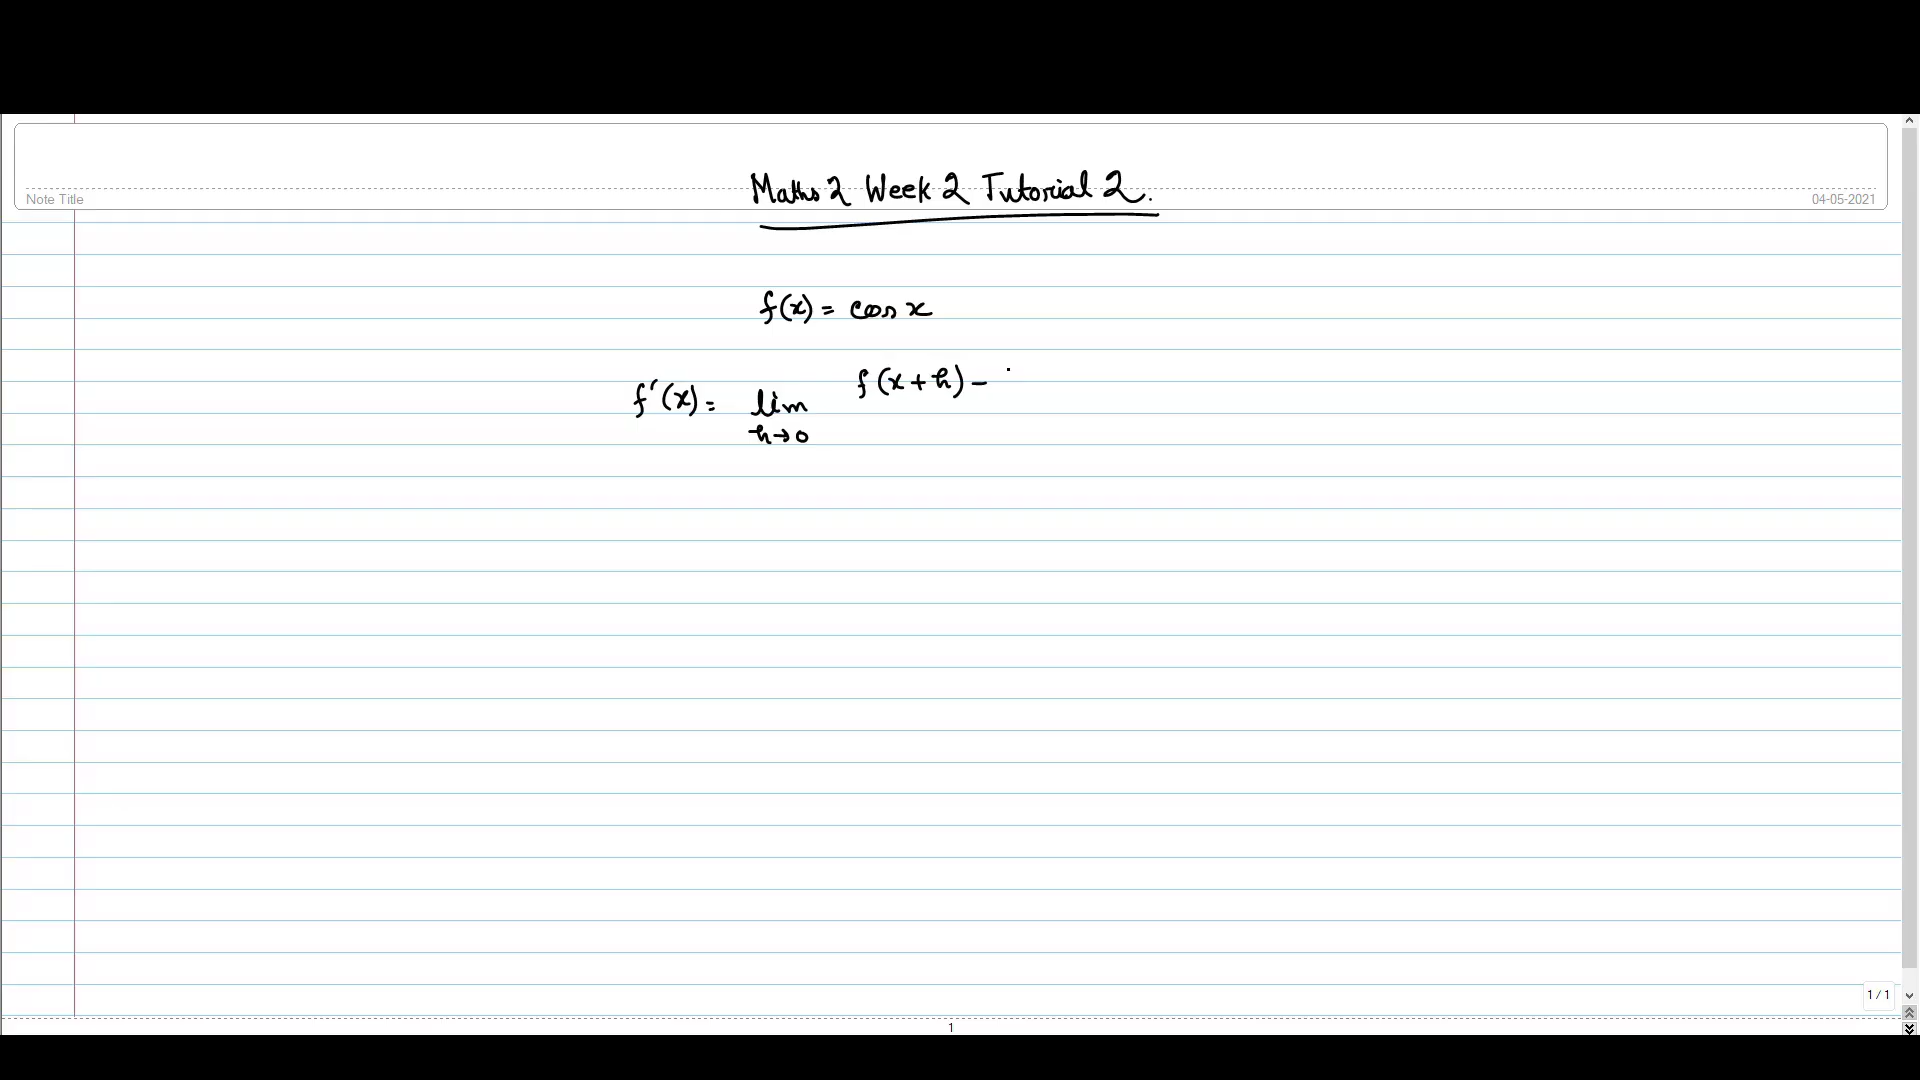 Maths 2 Week 2 Tutorial 2.
Note Title
04-05-2021
f(x) = cos x
f'(x) = lim h→0 f(x+h) -
1 / 1
1